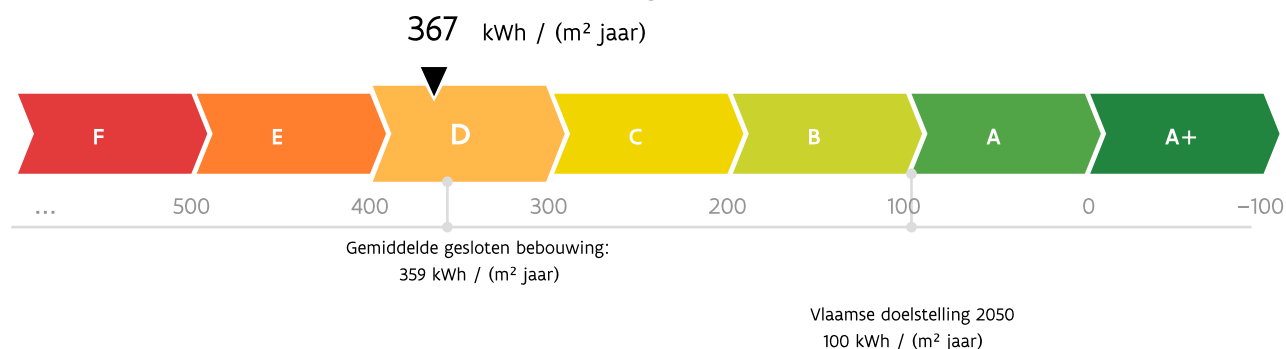 367 kWh / (m² jaar)
F E D C B A A+
... 500 400 300 200 100 0 −100
Gemiddelde gesloten bebouwing:
359 kWh / (m² jaar)
Vlaamse doelstelling 2050
100 kWh / (m² jaar)